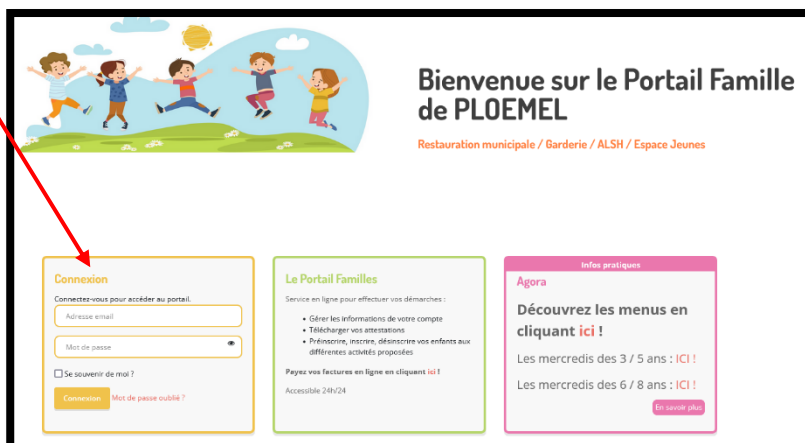 Bienvenue sur le Portail Famille
de PLOEMEL
Restauration municipale / Garderie / ALSH / Espace Jeunes
Connexion
Connectez-vous pour accéder au portail.
Adresse email
Mot de passe
Se souvenir de moi ?
Connexion Mot de passe oublié ?
Le Portail Familles
Service en ligne pour effectuer vos démarches :
• Gérer les informations de votre compte
• Télécharger vos attestations
• Préinscrire, inscrire, désinscrire vos enfants aux
différentes activités proposées
Payez vos factures en ligne en cliquant ici !
Accessible 24h/24
Infos pratiques
Agora
Découvrez les menus en
cliquant ici !
Les mercredis des 3 / 5 ans : ICI !
Les mercredis des 6 / 8 ans : ICI !
En savoir plus